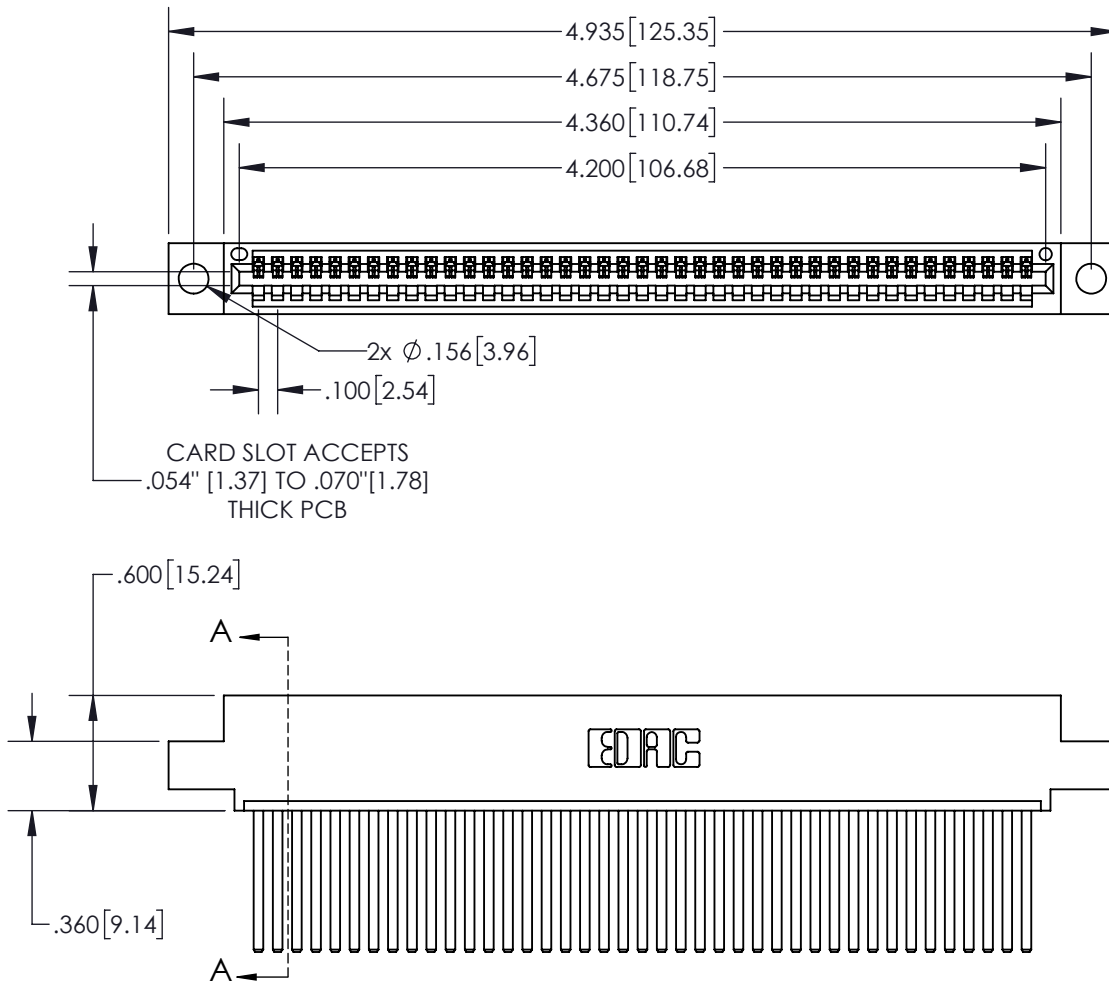 4.935[125.35]
4.675[118.75]
4.360[110.74]
4.200[106.68]
2x Ø.156[3.96]
.100[2.54]
CARD SLOT ACCEPTS
.054" [1.37] TO .070"[1.78]
THICK PCB
.600[15.24]
A
EDAC
.360[9.14]
A